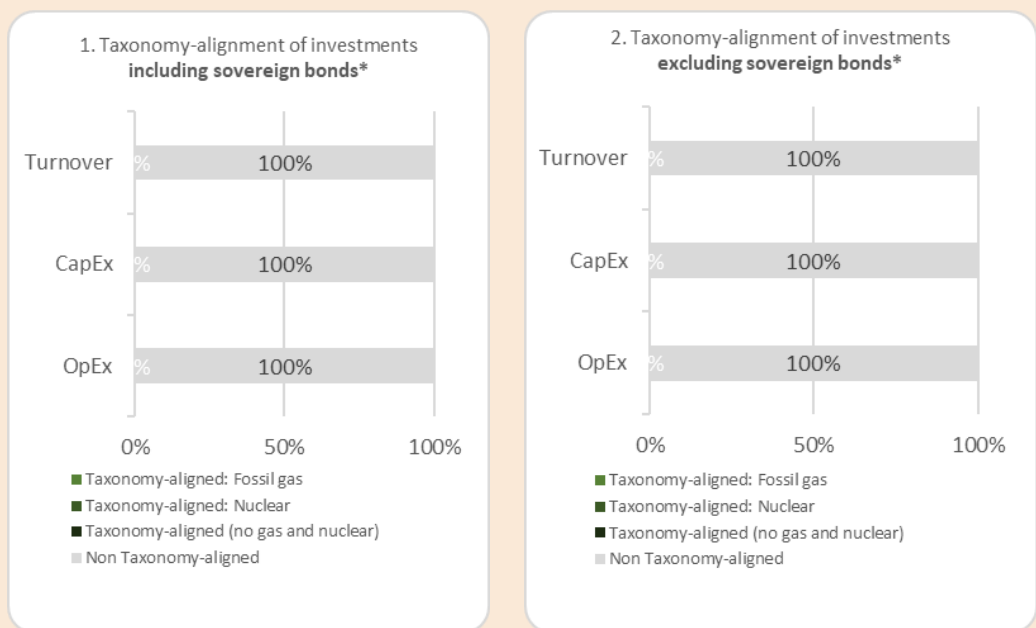 1. Taxonomy-alignment of investments
including sovereign bonds*
Turnover
%
100%
CapEx
%
100%
OpEx
%
100%
0%
50%
100%
Taxonomy-aligned: Fossil gas
Taxonomy-aligned: Nuclear
Taxonomy-aligned (no gas and nuclear)
Non Taxonomy-aligned
2. Taxonomy-alignment of investments
excluding sovereign bonds*
Turnover
%
100%
CapEx
%
100%
OpEx
%
100%
0%
50%
100%
Taxonomy-aligned: Fossil gas
Taxonomy-aligned: Nuclear
Taxonomy-aligned (no gas and nuclear)
Non Taxonomy-aligned